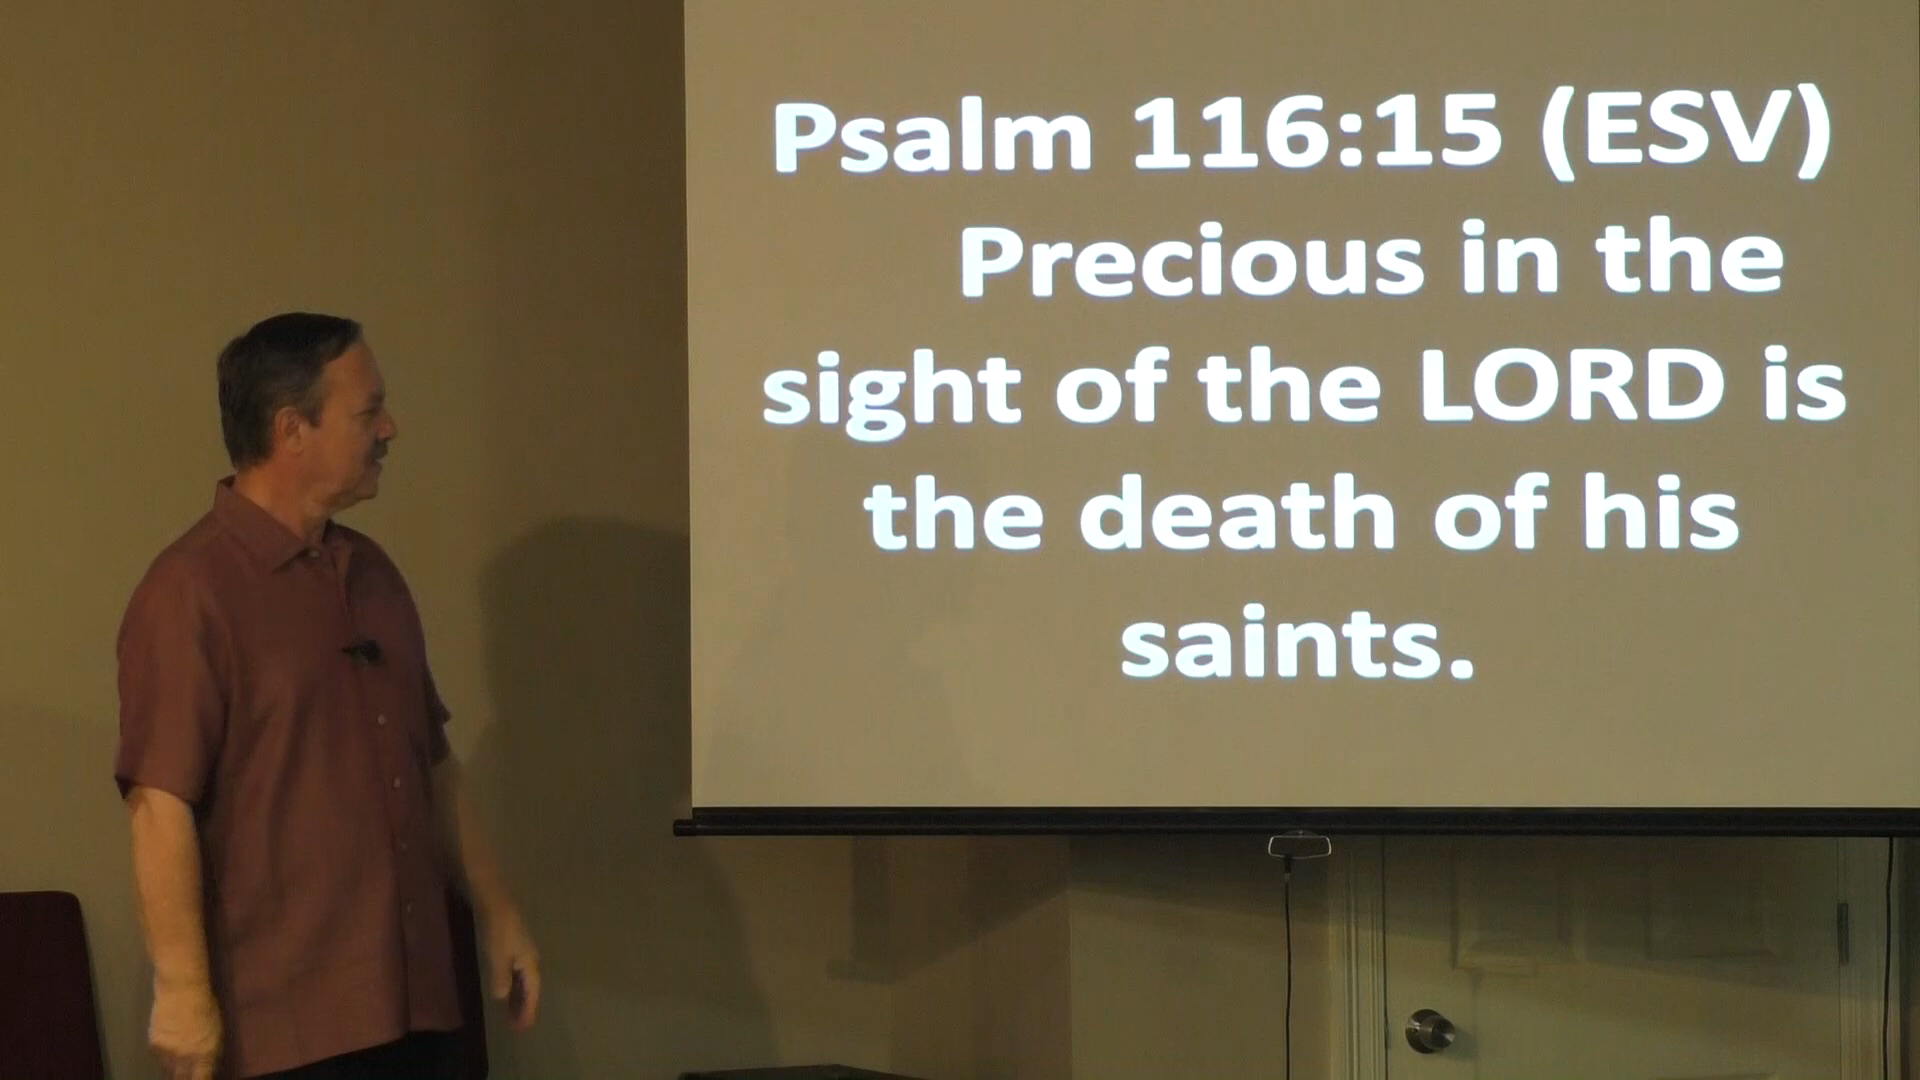 Psalm 116:15 (ESV)
Precious in the
sight of the LORD is
the death of his
saints.